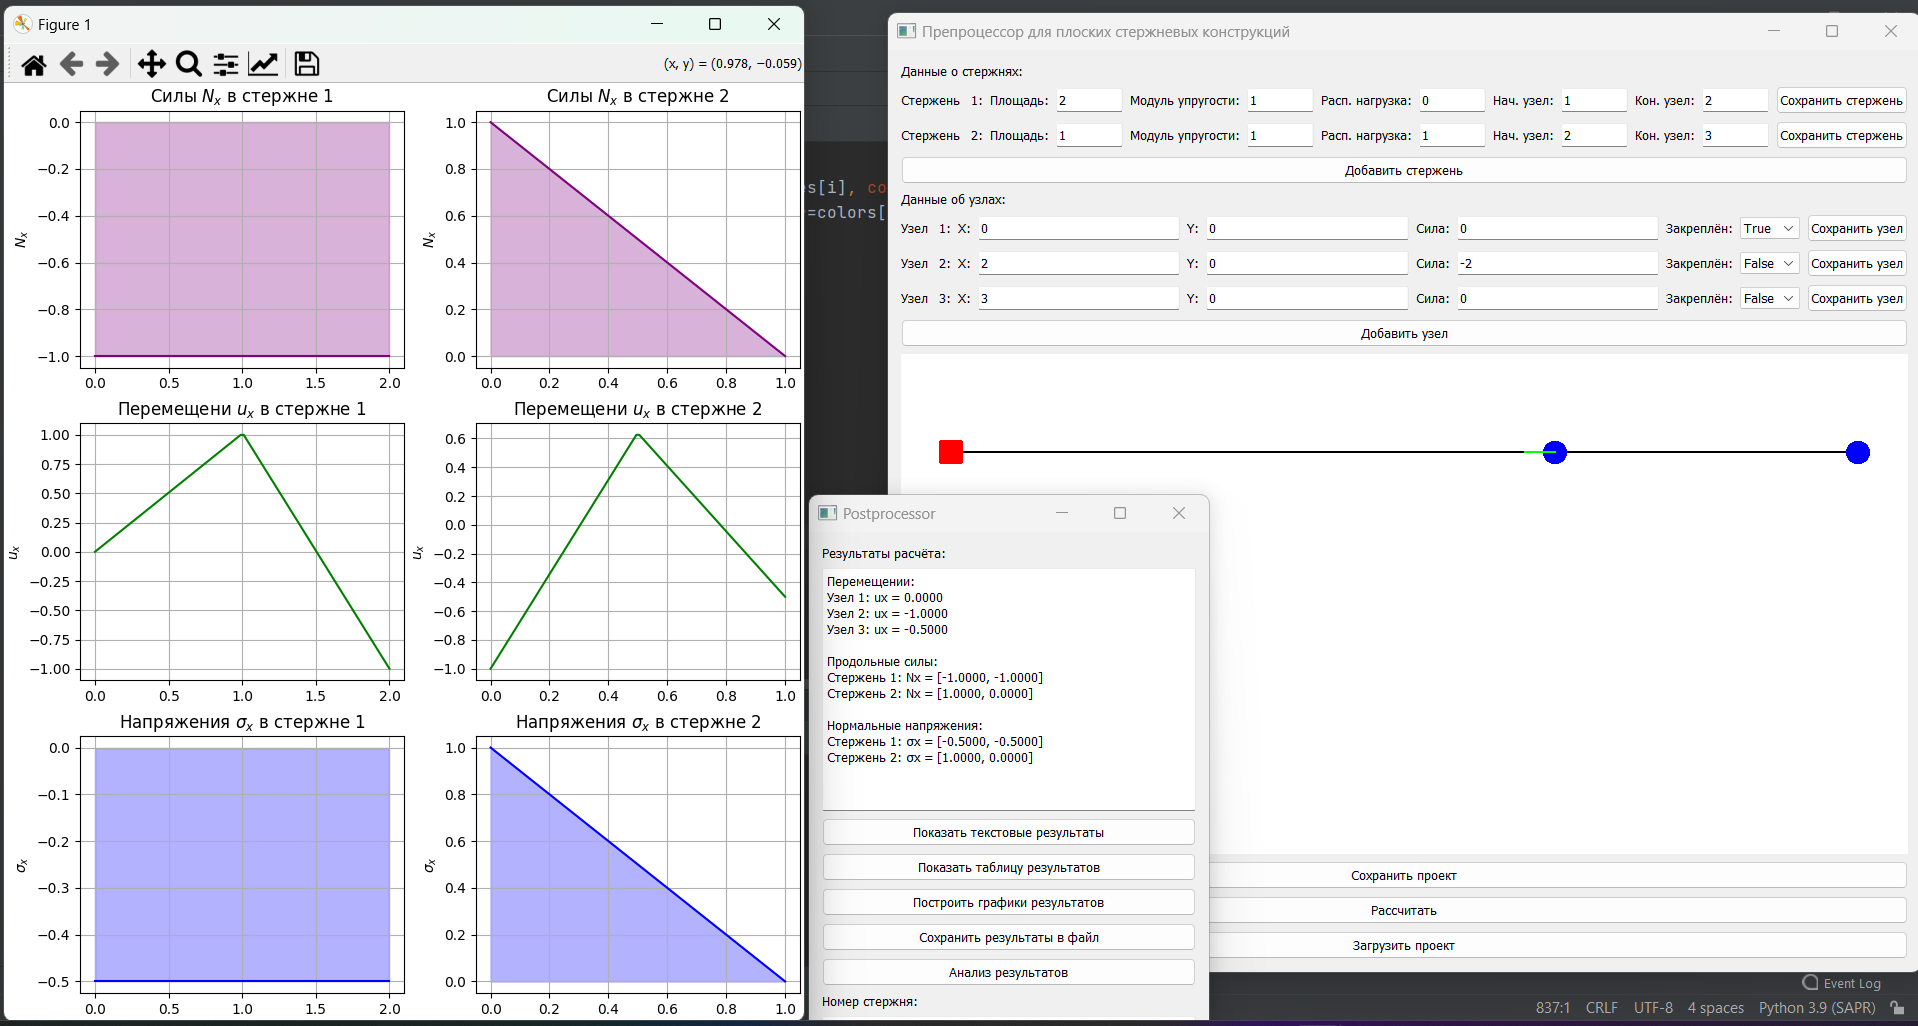 Figure 1
(x, y) = (0.978, −0.059)
Силы Nx в стержне 1
Nx
0.0
−0.2
−0.4
−0.6
−0.8
−1.0
0.0 0.5 1.0 1.5 2.0
Силы Nx в стержне 2
Nx
1.0
0.8
0.6
0.4
0.2
0.0
0.0 0.2 0.4 0.6 0.8 1.0
Перемещени ux в стержне 1
ux
1.00
0.75
0.50
0.25
0.00
−0.25
−0.50
−0.75
−1.00
0.0 0.5 1.0 1.5 2.0
Перемещени ux в стержне 2
ux
0.6
0.4
0.2
0.0
−0.2
−0.4
−0.6
−0.8
−1.0
0.0 0.2 0.4 0.6 0.8 1.0
Напряжения σx в стержне 1
σx
0.0
−0.1
−0.2
−0.3
−0.4
−0.5
0.0 0.5 1.0 1.5 2.0
Напряжения σx в стержне 2
σx
1.0
0.8
0.6
0.4
0.2
0.0
0.0 0.2 0.4 0.6 0.8 1.0
s[i], co
=colors[
Препроцессор для плоских стержневых конструкций
Данные о стержнях:
Стержень 1: Площадь: 2 Модуль упругости: 1 Расп. нагрузка: 0 Нач. узел: 1 Кон. узел: 2 Сохранить стержень
Стержень 2: Площадь: 1 Модуль упругости: 1 Расп. нагрузка: 1 Нач. узел: 2 Кон. узел: 3 Сохранить стержень
Добавить стержень
Данные об узлах:
Узел 1: X: 0 Y: 0 Сила: 0 Закреплён: True Сохранить узел
Узел 2: X: 2 Y: 0 Сила: -2 Закреплён: False Сохранить узел
Узел 3: X: 3 Y: 0 Сила: 0 Закреплён: False Сохранить узел
Добавить узел
Сохранить проект
Рассчитать
Загрузить проект
Postprocessor
Результаты расчёта:
Перемещении:
Узел 1: ux = 0.0000
Узел 2: ux = -1.0000
Узел 3: ux = -0.5000
Продольные силы:
Стержень 1: Nx = [-1.0000, -1.0000]
Стержень 2: Nx = [1.0000, 0.0000]
Нормальные напряжения:
Стержень 1: σx = [-0.5000, -0.5000]
Стержень 2: σx = [1.0000, 0.0000]
Показать текстовые результаты
Показать таблицу результатов
Построить графики результатов
Сохранить результаты в файл
Анализ результатов
Номер стержня:
Event Log
837:1 CRLF UTF-8 4 spaces Python 3.9 (SAPR)